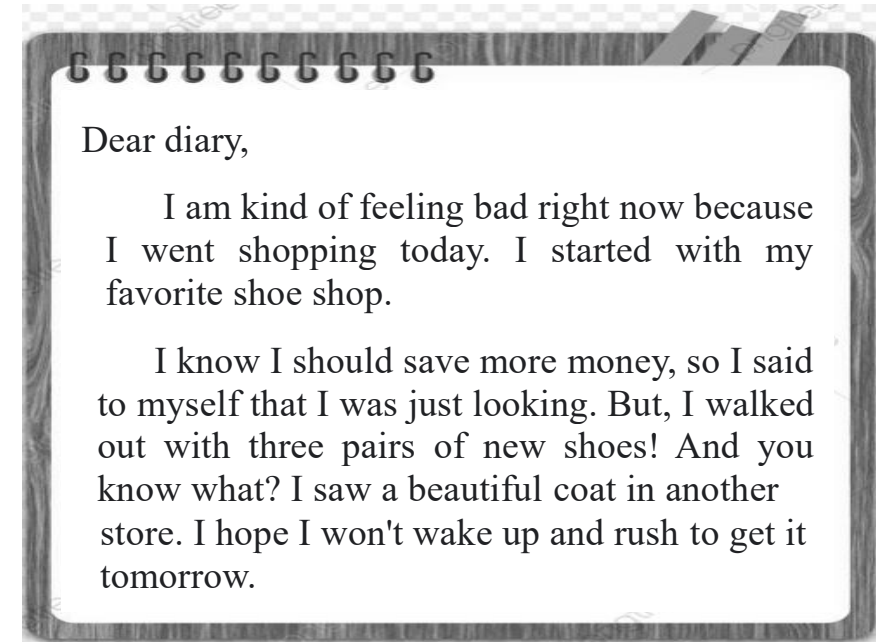 Dear diary,
I am kind of feeling bad right now because
I went shopping today. I started with my
favorite shoe shop.
I know I should save more money, so I said
to myself that I was just looking. But, I walked
out with three pairs of new shoes! And you
know what? I saw a beautiful coat in another
store. I hope I won't wake up and rush to get it
tomorrow.